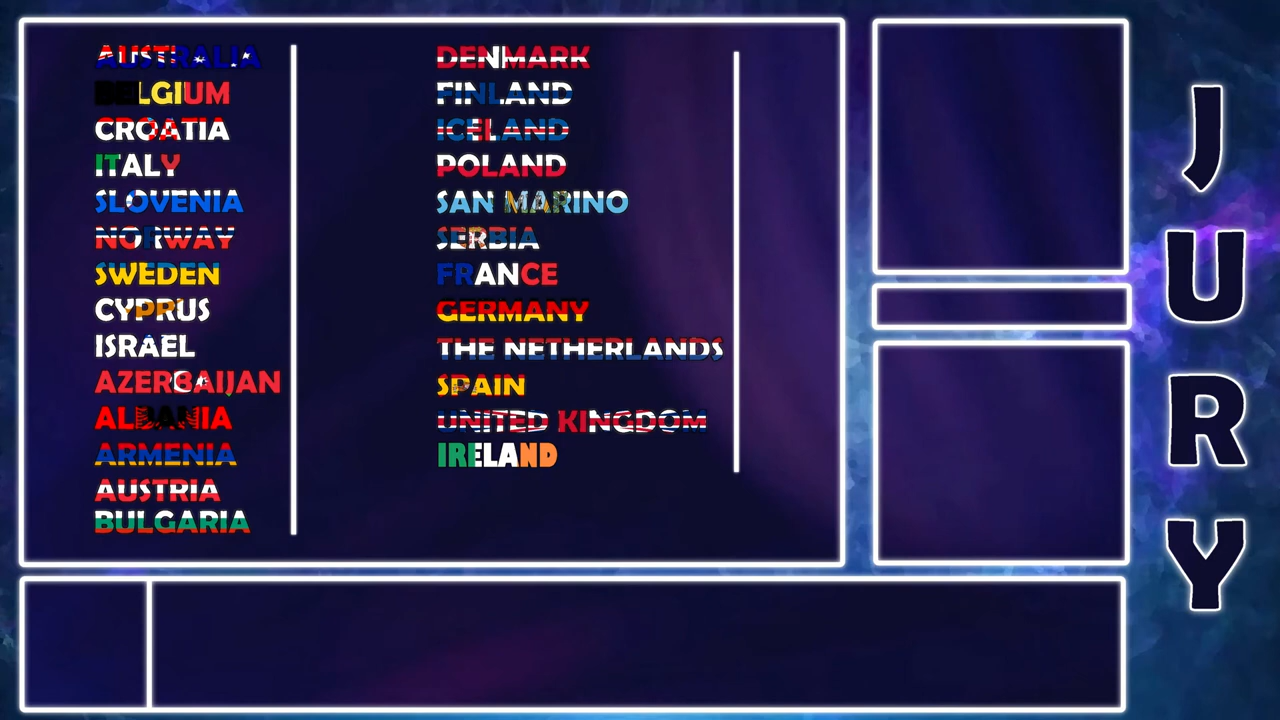 AUSTRALIA
BELGIUM
CROATIA
ITALY
SLOVENIA
NORWAY
SWEDEN
CYPRUS
ISRAEL
AZERBAIJAN
ALBANIA
ARMENIA
AUSTRIA
BULGARIA
DENMARK
FINLAND
ICELAND
POLAND
SAN MARINO
SERBIA
FRANCE
GERMANY
THE NETHERLANDS
SPAIN
UNITED KINGDOM
IRELAND
JURY